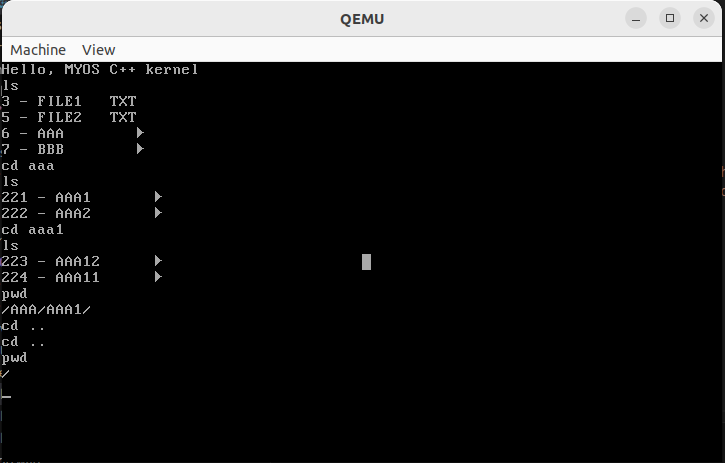 QEMU
Machine View
Hello, MYOS C++ kernel
ls
3 - FILE1   TXT
5 - FILE2   TXT
6 - AAA        ►
7 - BBB        ►
cd aaa
ls
221 - AAA1       ►
222 - AAA2       ►
cd aaa1
ls
223 - AAA12      ►
224 - AAA11      ►
pwd
/AAA/AAA1/
cd ..
cd ..
pwd
/